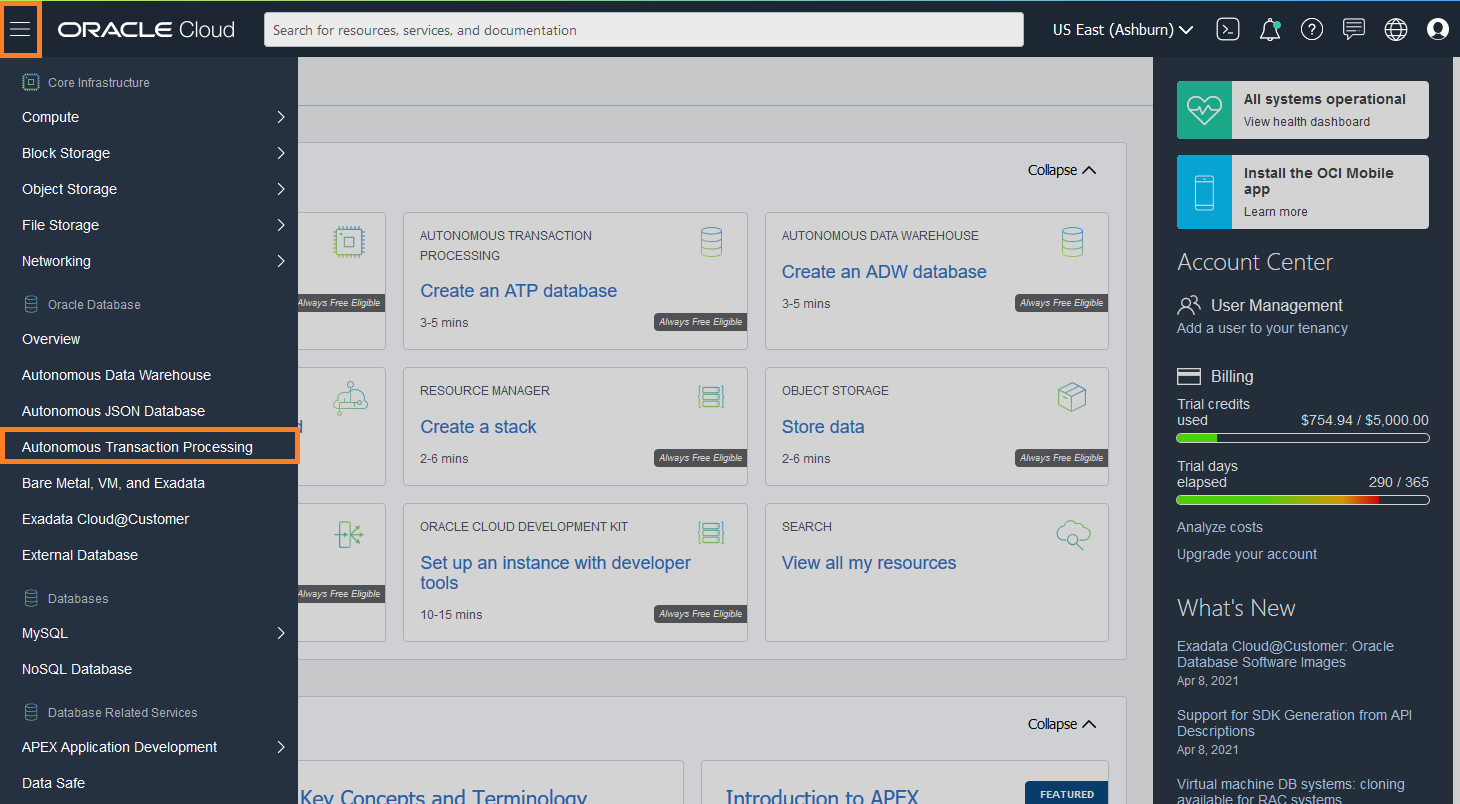 ORACLE Cloud
Search for resources, services, and documentation
US East (Ashburn)
Core Infrastructure
Compute
Block Storage
Object Storage
File Storage
Networking
Oracle Database
Overview
Autonomous Data Warehouse
Autonomous JSON Database
Autonomous Transaction Processing
Bare Metal, VM, and Exadata
Exadata Cloud@Customer
External Database
Databases
MySQL
NoSQL Database
Database Related Services
APEX Application Development
Data Safe
Collapse
Always Free Eligible
AUTONOMOUS TRANSACTION
PROCESSING
Create an ATP database
3-5 mins
Always Free Eligible
AUTONOMOUS DATA WAREHOUSE
Create an ADW database
3-5 mins
Always Free Eligible
RESOURCE MANAGER
Create a stack
2-6 mins
Always Free Eligible
OBJECT STORAGE
Store data
2-6 mins
Always Free Eligible
Always Free Eligible
ORACLE CLOUD DEVELOPMENT KIT
Set up an instance with developer
tools
10-15 mins
Always Free Eligible
SEARCH
View all my resources
Collapse
Key Concepts and Terminology
Introduction to APEX
FEATURED
All systems operational
View health dashboard
Install the OCI Mobile
app
Learn more
Account Center
User Management
Add a user to your tenancy
Billing
Trial credits
used $754.94 / $5,000.00
Trial days
elapsed 290 / 365
Analyze costs
Upgrade your account
What's New
Exadata Cloud@Customer: Oracle
Database Software Images
Apr 8, 2021
Support for SDK Generation from API
Descriptions
Apr 8, 2021
Virtual machine DB systems: cloning
available for RAC systems